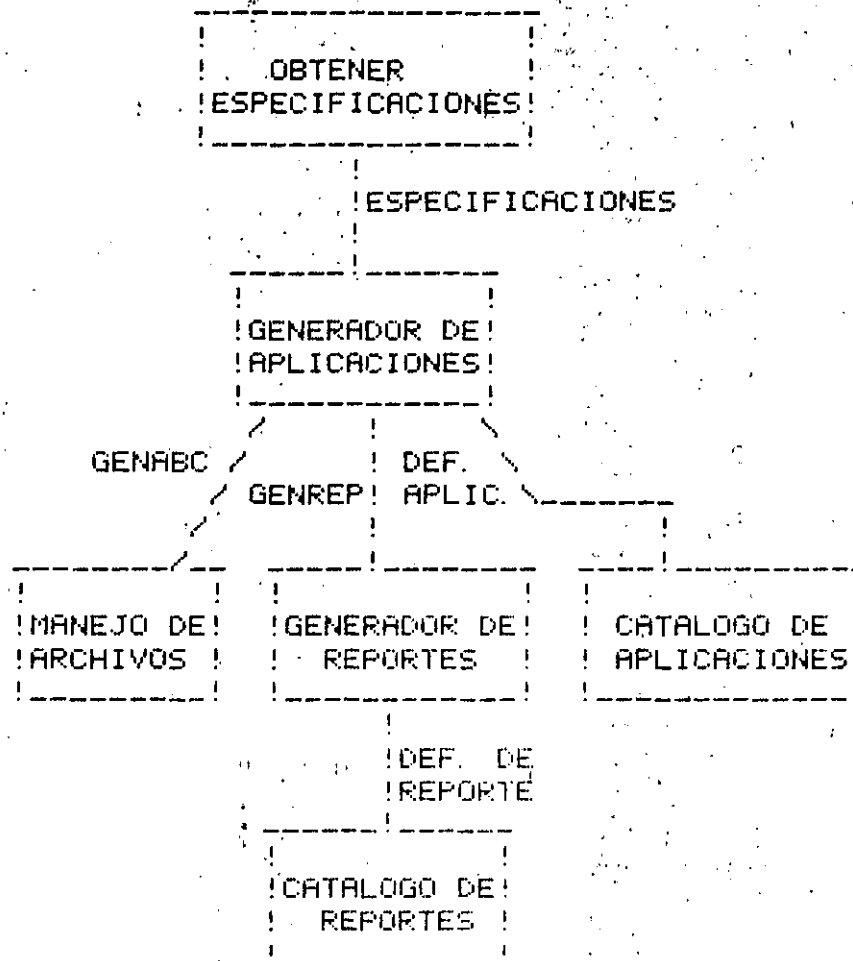 OBTENER
ESPECIFICACIONES
ESPECIFICACIONES
GENERADOR DE
APLICACIONES
GENABC
GENREP
DEF.
APLIC.
MANEJO DE
ARCHIVOS
GENERADOR DE
REPORTES
CATALOGO DE
APLICACIONES
DEF. DE
REPORTE
CATALOGO DE
REPORTES